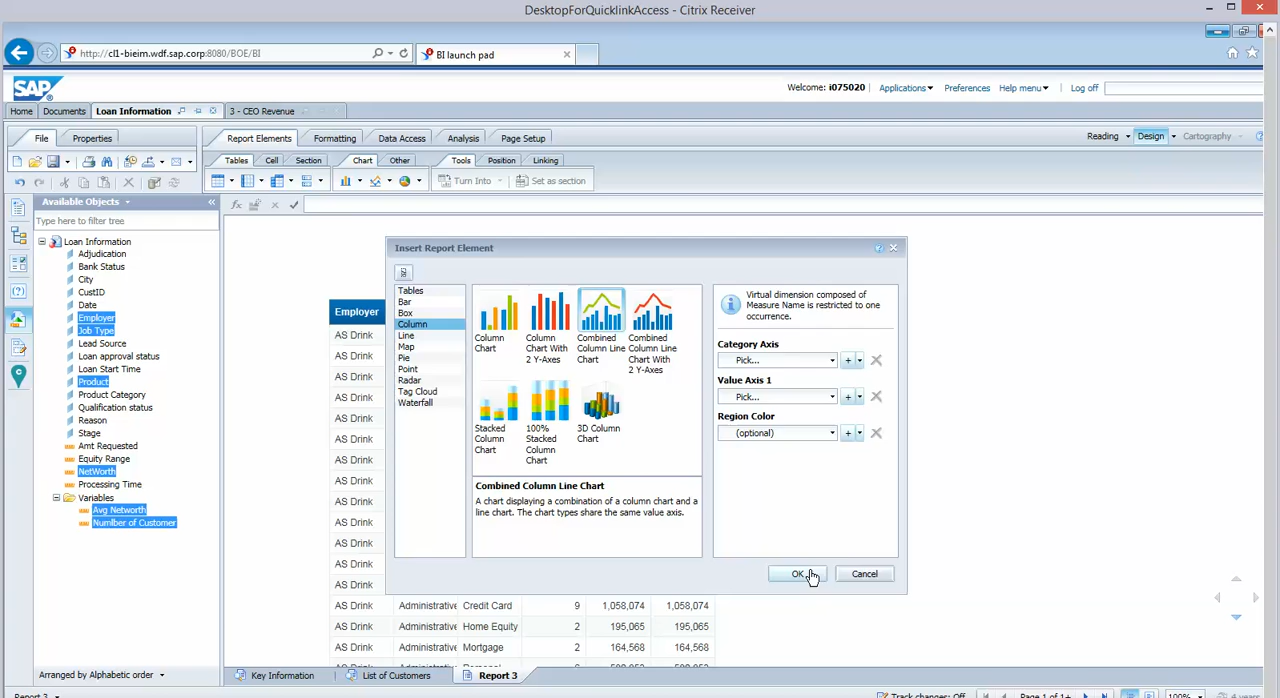 DesktopForQuicklinkAccess - Citrix Receiver
http://cl1-bieim.wdf.sap.corp:8080/BOE/BI
BI launch pad
SAP
Welcome: i075020 Applications Preferences Help menu Log off
Home Documents Loan Information 3 - CEO Revenue
File Properties Report Elements Formatting Data Access Analysis Page Setup Reading Design Cartography
Tables Cell Section Chart Other Tools Position Linking
Turn Into Set as section
Available Objects
Type here to filter tree
Loan Information
Adjudication
Bank Status
City
CustID
Date
Employer
Job Type
Lead Source
Loan approval status
Loan Start Time
Product
Product Category
Qualification status
Reason
Stage
Amt Requested
Equity Range
NetWorth
Processing Time
Variables
Avg Networth
Numlber of Customer
Arranged by Alphabetic order
Insert Report Element
Tables
Bar
Box
Column
Line
Map
Pie
Point
Radar
Tag Cloud
Waterfall
Column Chart
Column Chart With 2 Y-Axes
Combined Column Line Chart
Combined Column Line Chart With 2 Y-Axes
Stacked Column Chart
100% Stacked Column Chart
3D Column Chart
Combined Column Line Chart
A chart displaying a combination of a column chart and a
line chart. The chart types share the same value axis.
Virtual dimension composed of
Measure Name is restricted to one
occurrence.
Category Axis
Pick...
Value Axis 1
Pick...
Region Color
(optional)
OK Cancel
Employer
AS Drink
AS Drink
AS Drink
AS Drink
AS Drink
AS Drink
AS Drink
AS Drink
AS Drink
AS Drink
AS Drink
AS Drink
AS Drink
AS Drink Administrative Credit Card 9 1,058,074 1,058,074
AS Drink Administrative Home Equity 2 195,065 195,065
AS Drink Administrative Mortgage 2 164,568 164,568
Key Information List of Customers Report 3
Report 3 Track changes: Off Page 1 of 1+ 100% 4 years